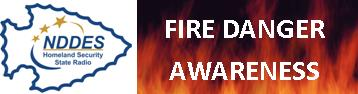 NDDES
Homeland Security
State Radio
FIRE DANGER
AWARENESS